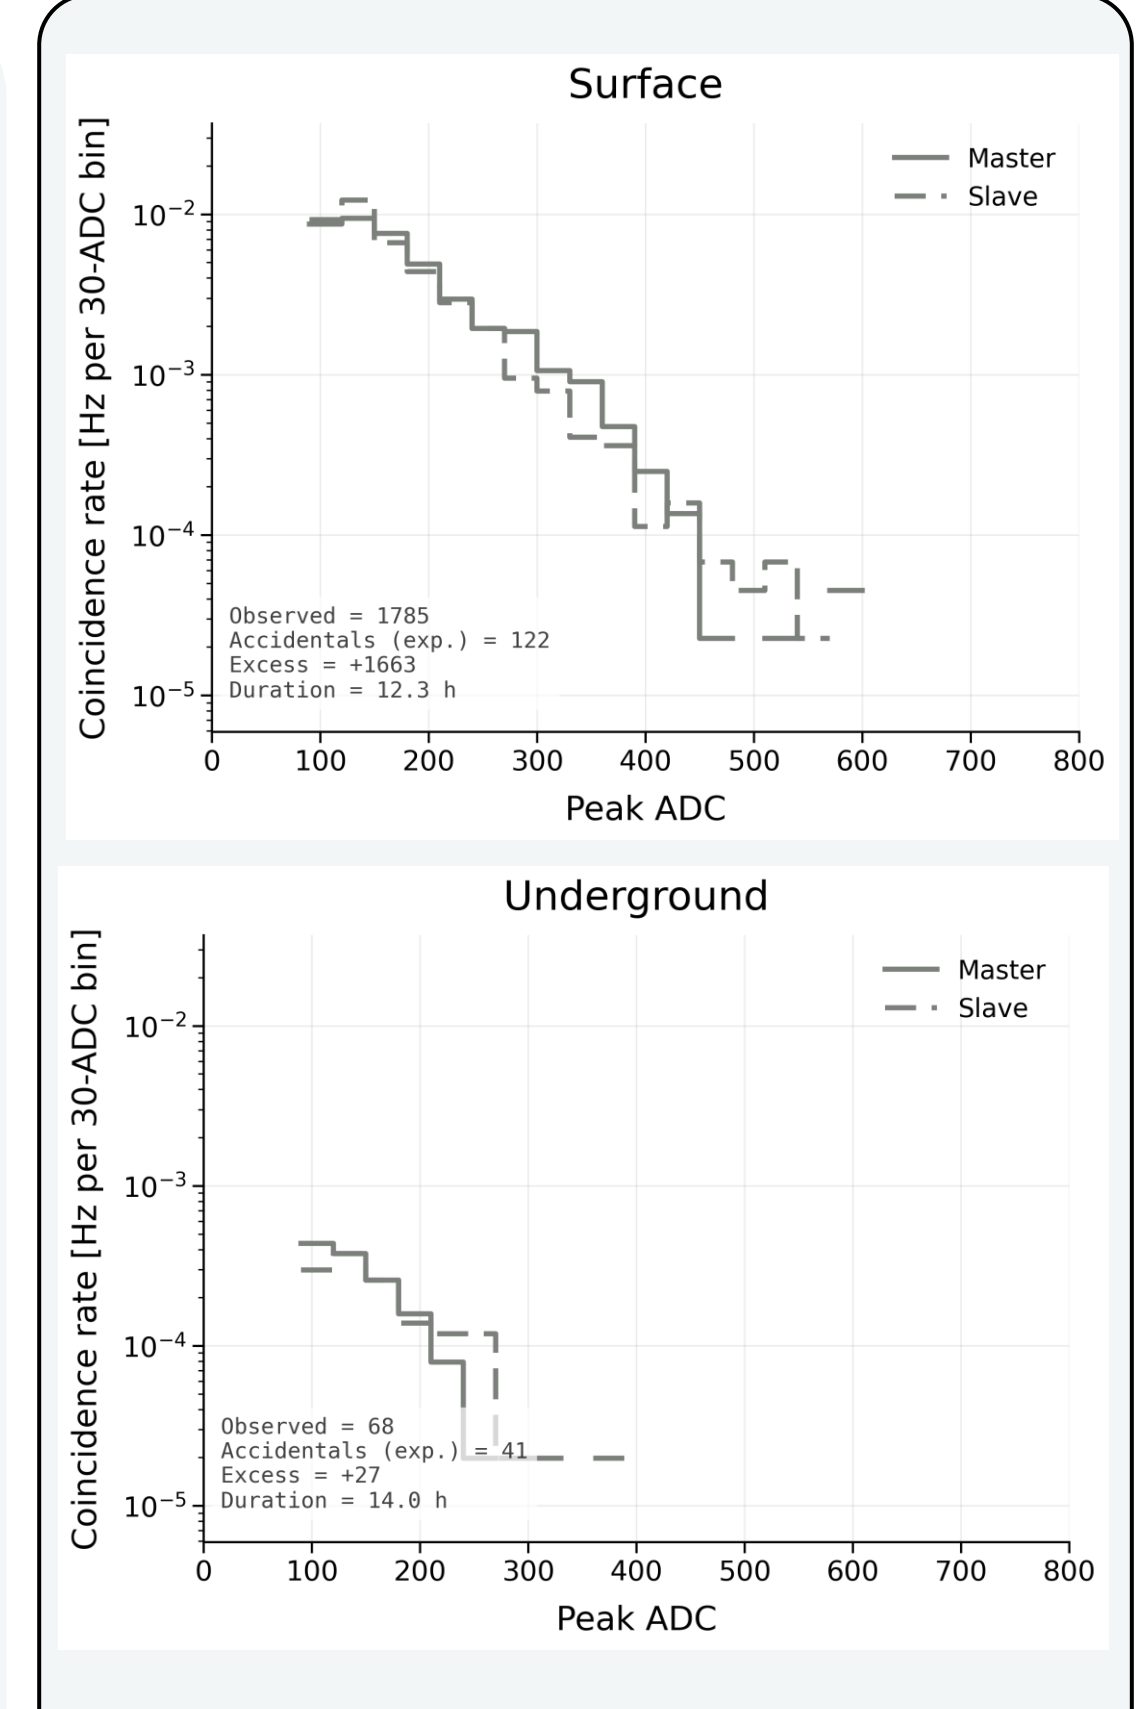 Surface
Coincidence rate [Hz per 30-ADC bin]
Master
Slave
10⁻²
10⁻³
10⁻⁴
10⁻⁵
Observed = 1785
Accidentals (exp.) = 122
Excess = +1663
Duration = 12.3 h
0 100 200 300 400 500 600 700 800
Peak ADC
Underground
Coincidence rate [Hz per 30-ADC bin]
Master
Slave
10⁻²
10⁻³
10⁻⁴
10⁻⁵
Observed = 68
Accidentals (exp.) = 41
Excess = +27
Duration = 14.0 h
0 100 200 300 400 500 600 700 800
Peak ADC